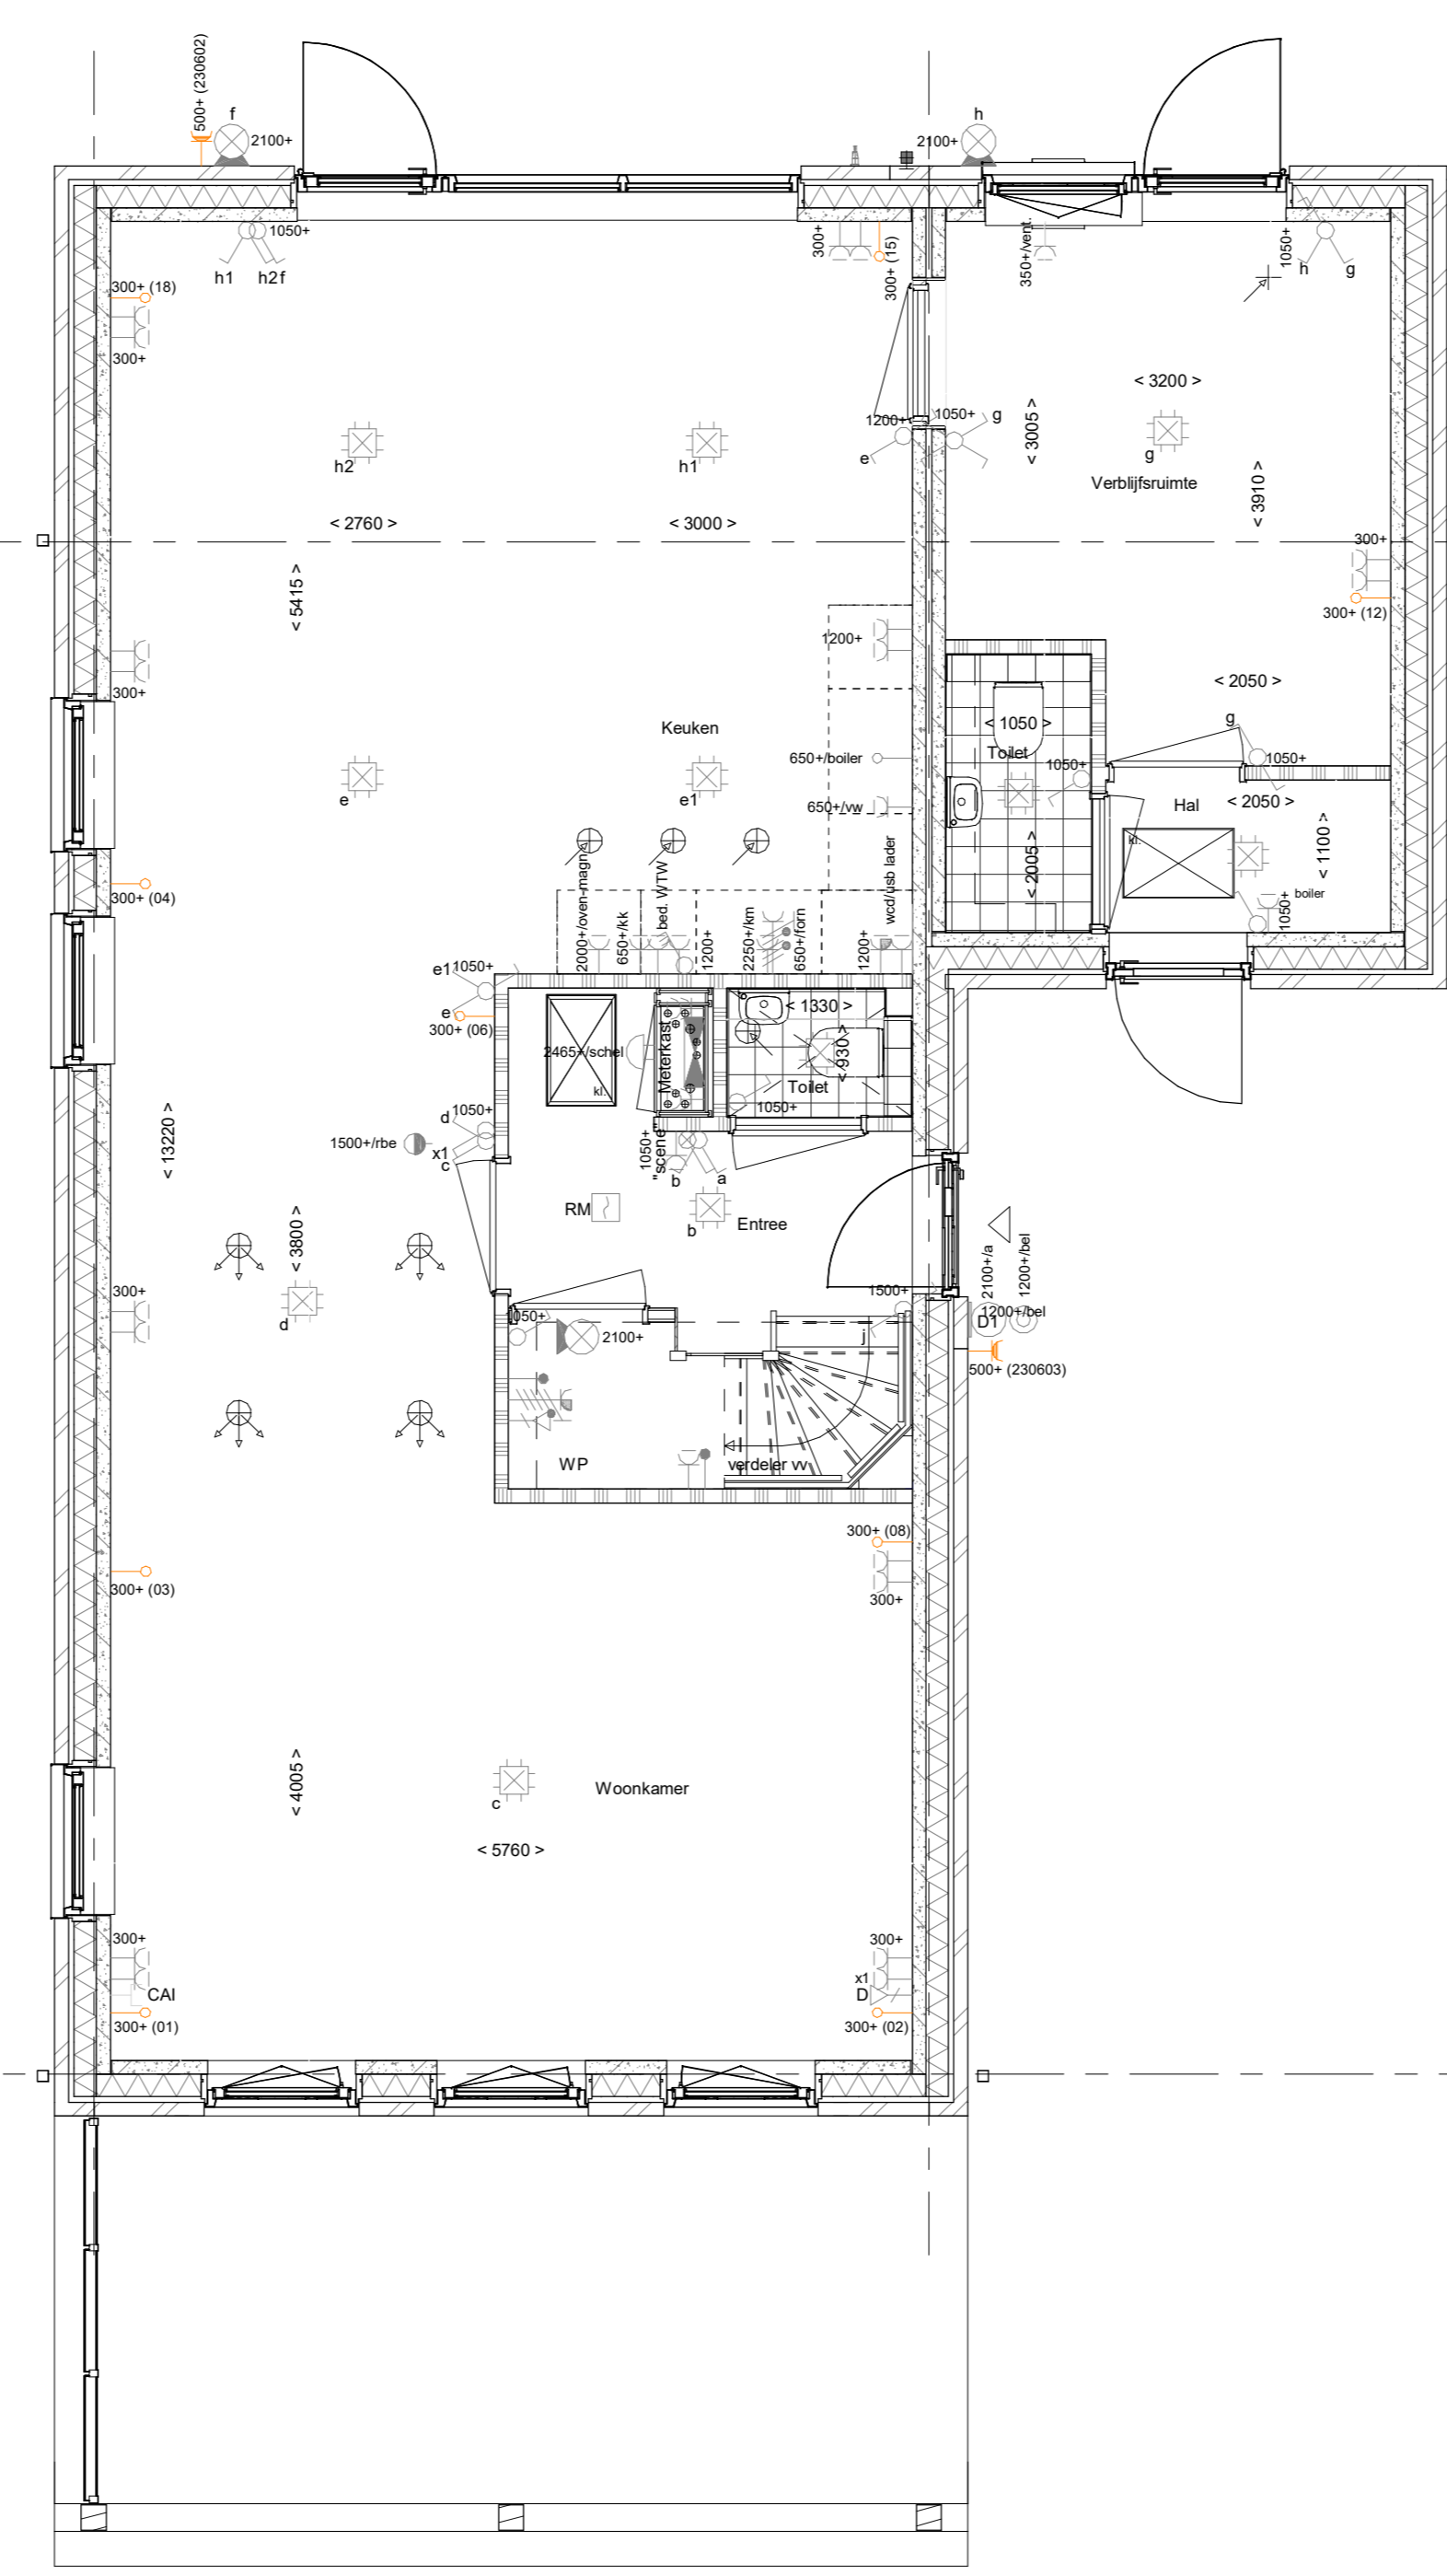 500+ (230602)
f
2100+
h
2100+
1050+
h1
h2f
300+
300+ (15)
350+/vent.
1050+
h
g
300+ (18)
300+
< 3200 >
1200+
1050+
g
e
< 3005 >
g
h2
h1
Verblijfsruimte
< 3910 >
< 2760 >
< 3000 >
300+
< 5415 >
300+ (12)
1200+
300+
< 2050 >
Keuken
< 1050 >
g
Toilet
1050+
650+/boiler
1050+
e
e1
650+/vw
Hal
< 2050 >
kl.
< 1100 >
< 2005 >
wcd/usb lader
300+ (04)
boiler
1050+
2000+/oven-magn
650+/kk
bed. WTW
1200+
2250+/km
650+/forn
1200+
e1
1050+
e
300+ (06)
< 1330 >
2465+/schel
Meterkast
< 930 >
kl.
Toilet
1050+
d
1050+
1500+/rbe
x1
c
1050+
"scene"
b
a
< 13220 >
RM
b
Entree
< 3800 >
2100+/a
1200+/bel
300+
1500+
1200+/bel
D1
d
1050+
2100+
j
500+ (230603)
WP
verdeler vv
300+ (08)
300+
300+ (03)
< 4005 >
Woonkamer
c
< 5760 >
300+
300+
CAI
x1
D
300+ (01)
300+ (02)